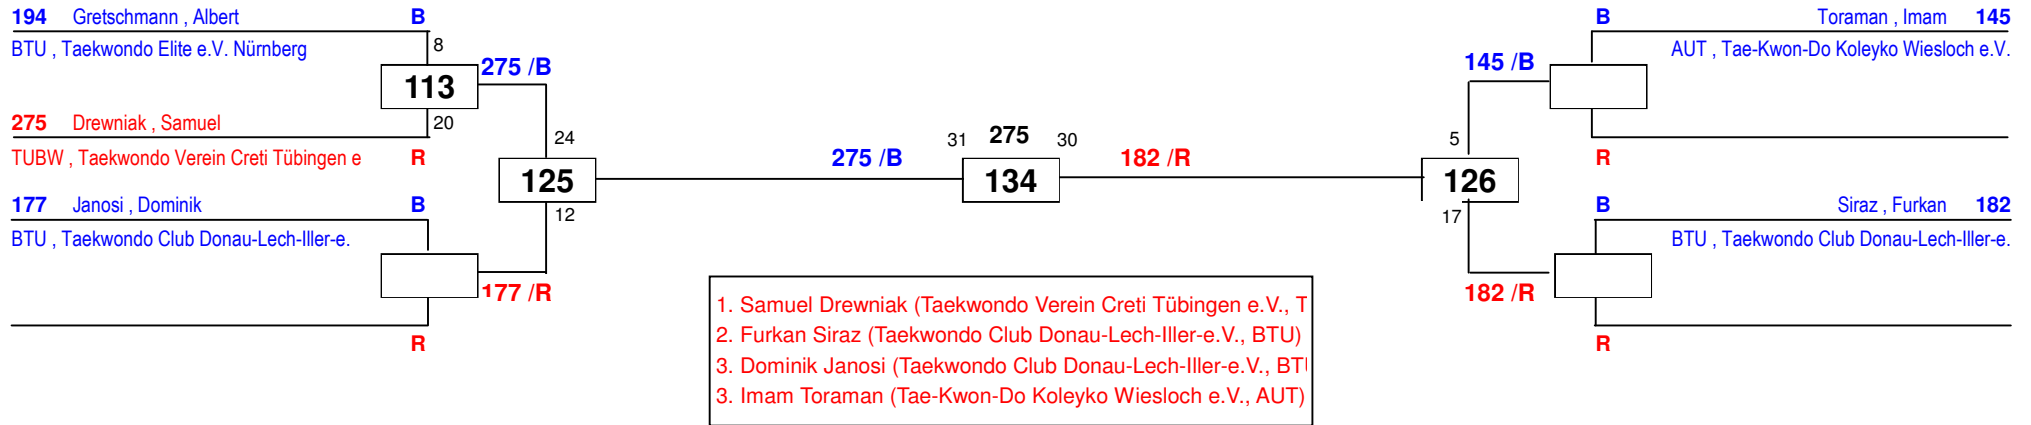 194 Gretschmann , Albert B
BTU , Taekwondo Elite e.V. Nürnberg
8
113
275 /B
275 Drewniak , Samuel
20
TUBW , Taekwondo Verein Creti Tübingen e R
24
125
12
177 Janosi , Dominik B
BTU , Taekwondo Club Donau-Lech-Iller-e.
177 /R
R
275 /B
31 275 30
134
182 /R
B Toraman , Imam 145
AUT , Tae-Kwon-Do Koleyko Wiesloch e.V.
145 /B
R
5
126
17
B Siraz , Furkan 182
BTU , Taekwondo Club Donau-Lech-Iller-e.
182 /R
R
1. Samuel Drewniak (Taekwondo Verein Creti Tübingen e.V., T
2. Furkan Siraz (Taekwondo Club Donau-Lech-Iller-e.V., BTU)
3. Dominik Janosi (Taekwondo Club Donau-Lech-Iller-e.V., BTU
3. Imam Toraman (Tae-Kwon-Do Koleyko Wiesloch e.V., AUT)